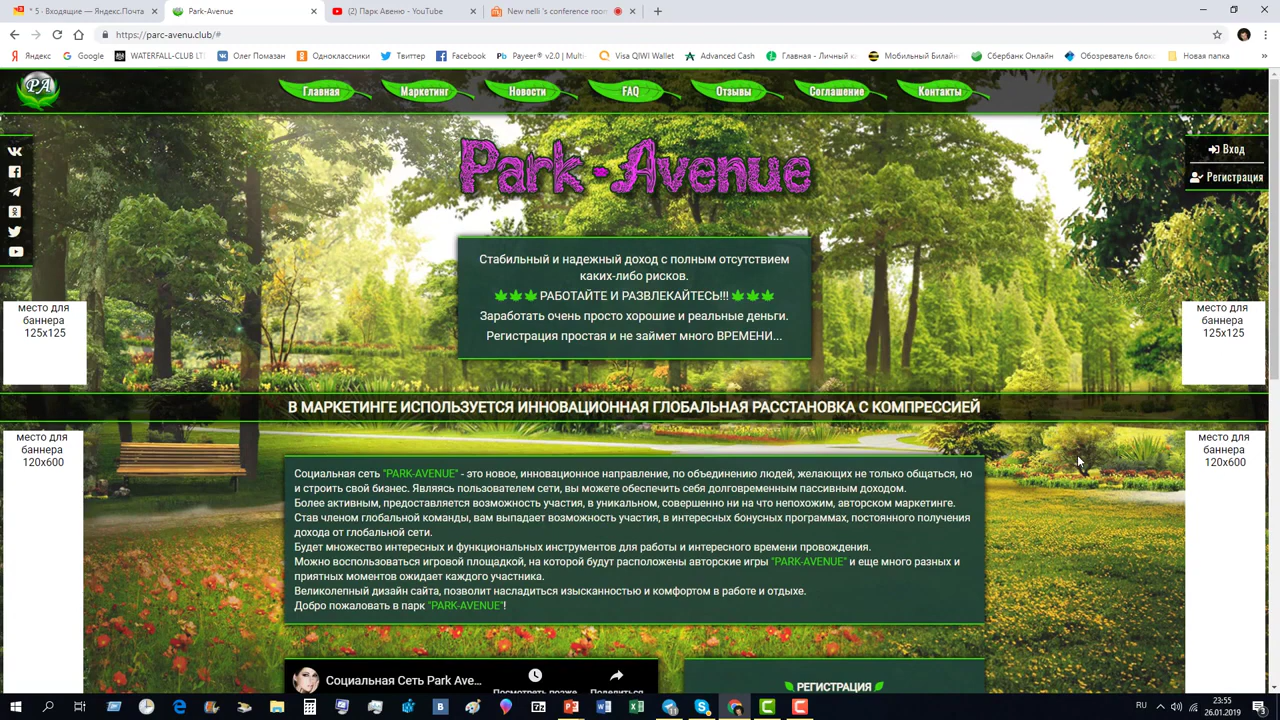 * 5 · Входящие — Яндекс.Почта
Park-Avenue
(2) Парк Авеню - YouTube
New nelli 's conference room
https://parc-avenu.club/#
Яндекс
Google
WATERFALL-CLUB LT
Олег Помазан
Одноклассники
Твиттер
Facebook
Payeer® v2.0 | Multi-
Visa QIWI Wallet
Advanced Cash
Главная - Личный ка
Мобильный Билайн
Сбербанк Онлайн
Обозреватель блок
Новая папка
PA
Главная
Маркетинг
Новости
FAQ
Отзывы
Соглашение
Контакты
Park-Avenue
Вход
Регистрация
Стабильный и надежный доход с полным отсутствием
каких-либо рисков.
РАБОТАЙТЕ И РАЗВЛЕКАЙТЕСЬ!!!
Заработать очень просто хорошие и реальные деньги.
Регистрация простая и не займет много ВРЕМЕНИ...
место для
баннера
125x125
место для
баннера
125x125
В МАРКЕТИНГЕ ИСПОЛЬЗУЕТСЯ ИННОВАЦИОННАЯ ГЛОБАЛЬНАЯ РАССТАНОВКА С КОМПРЕССИЕЙ
место для
баннера
120x600
место для
баннера
120x600
Социальная сеть "PARK-AVENUE" - это новое, инновационное направление, по объединению людей, желающих не только общаться, но
и строить свой бизнес. Являясь пользователем сети, вы можете обеспечить себя долговременным пассивным доходом.
Более активным, предоставляется возможность участия, в уникальном, совершенно ни на что непохожим, авторском маркетинге.
Став членом глобальной команды, вам выпадает возможность участия, в интересных бонусных программах, постоянного получения
дохода от глобальной сети.
Будет множество интересных и функциональных инструментов для работы и интересного времени провождения.
Можно воспользоваться игровой площадкой, на которой будут расположены авторские игры "PARK-AVENUE" и еще много разных и
приятных моментов ожидает каждого участника.
Великолепный дизайн сайта, позволит насладиться изысканностью и комфортом в работе и отдыхе.
Добро пожаловать в парк "PARK-AVENUE"!
Социальная Сеть Park Ave...
Посмотреть позже
Поделиться
РЕГИСТРАЦИЯ
RU
23:55
26.01.2019